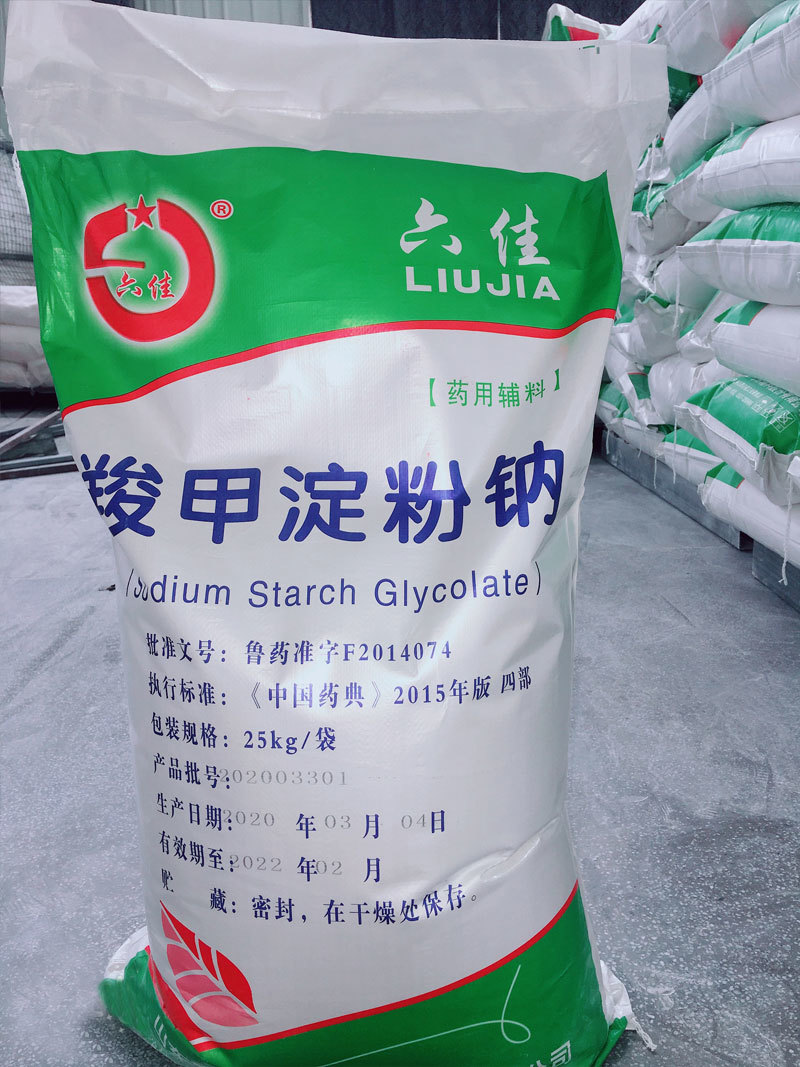 六佳
®
六佳
LIUJIA
【药用辅料】
羧甲淀粉钠
(Sodium Starch Glycolate)
批准文号：鲁药准字F2014074
执行标准：《中国药典》2015年版 四部
包装规格：25kg/袋
产品批号：202003301
生产日期：2020 年 03 月 04日
有效期至：2022 年 02 月
贮 藏：密封，在干燥处保存。
公司